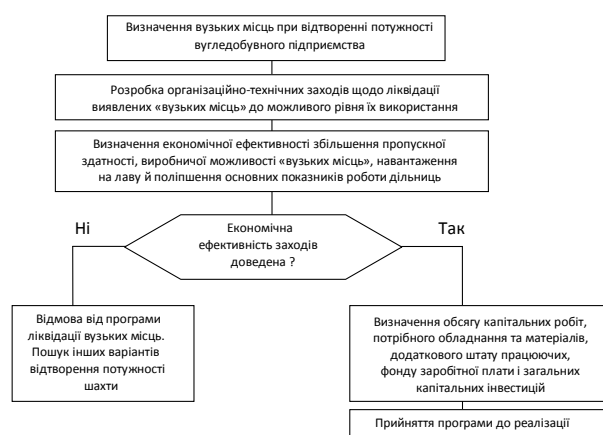 Визначення вузьких місць при відтворенні потужності
вугледобувного підприємства
Розробка організаційно-технічних заходів щодо ліквідації
виявлених «вузьких місць» до можливого рівня їх використання
Визначення економічної ефективності збільшення пропускної
здатності, виробничої можливості «вузьких місць», навантаження
на лаву й поліпшення основних показників роботи дільниць
Ні
Економічна
ефективність заходів
доведена ?
Так
Відмова від програми
ліквідації вузьких місць.
Пошук інших варіантів
відтворення потужності
шахти
Визначення обсягу капітальних робіт,
потрібного обладнання та матеріалів,
додаткового штату працюючих,
фонду заробітної плати і загальних
капітальних інвестицій
Прийняття програми до реалізації